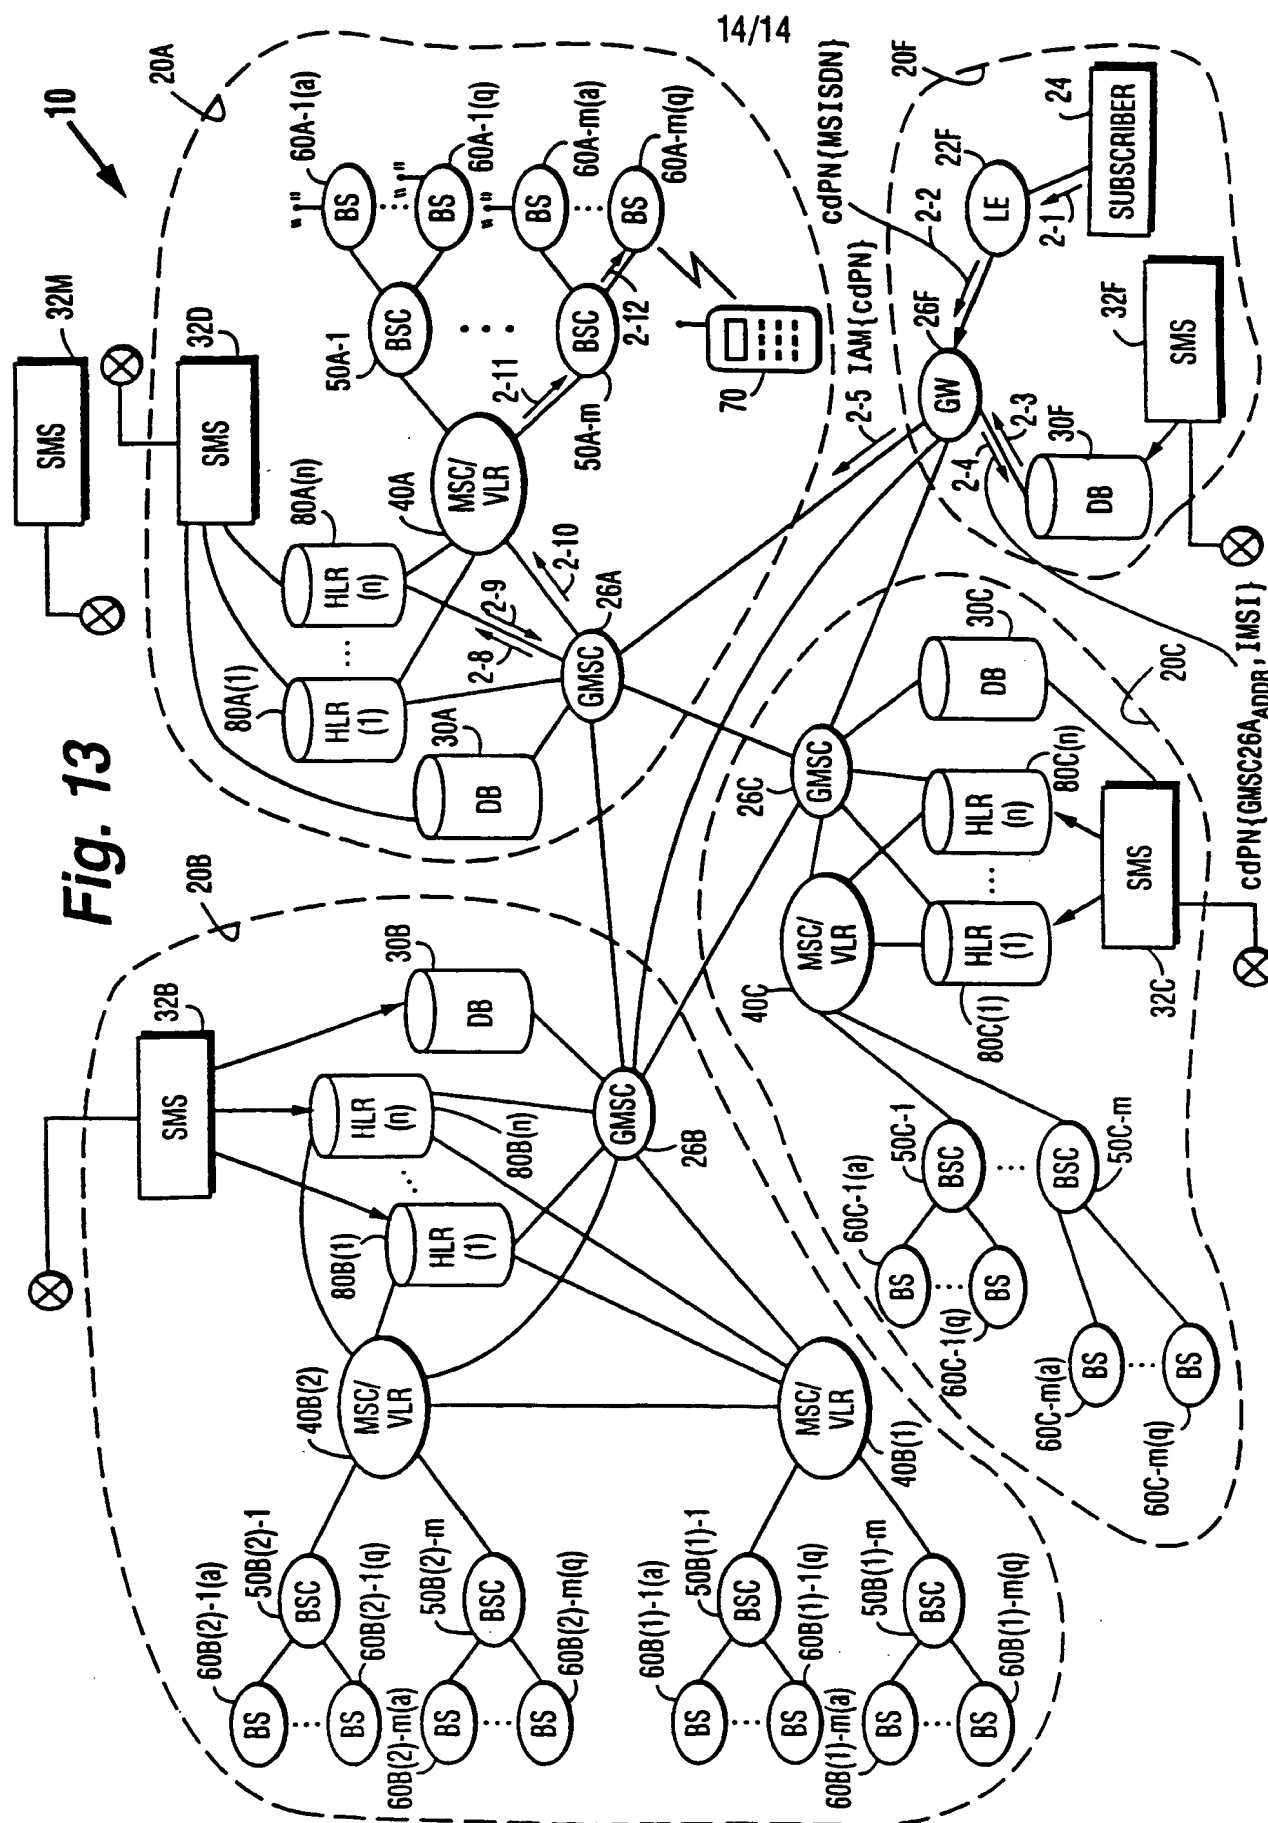 14/14
Fig. 13
10
20B
SMS
32B
DB
30B
HLR
(n)
80B(n)
...
HLR
(1)
80B(1)
GMSC
26B
MSC/
VLR
40B(2)
MSC/
VLR
40B(1)
BSC
50B(2)-1
BSC
50B(2)-m
BS
60B(2)-1(a)
BS
60B(2)-1(q)
BS
60B(2)-m(a)
BS
60B(2)-m(q)
BSC
50B(1)-1
BSC
50B(1)-m
BS
60B(1)-1(a)
BS
60B(1)-1(q)
BS
60B(1)-m(a)
BS
60B(1)-m(q)
SMS
32M
20A
SMS
32D
HLR
(n)
80A(n)
...
HLR
(1)
80A(1)
DB
30A
GMSC
26A
2-8
2-9
2-10
MSC/
VLR
40A
BSC
50A-1
2-11
BSC
50A-m
2-12
BS
60A-1(a)
BS
60A-1(q)
BS
60A-m(a)
BS
60A-m(q)
70
20C
GMSC
26C
DB
30C
MSC/
VLR
40C
HLR
(n)
80C(n)
...
HLR
(1)
80C(1)
SMS
32C
BSC
50C-1
BSC
50C-m
BS
60C-1(a)
BS
60C-1(q)
BS
60C-m(a)
BS
60C-m(q)
20F
SUBSCRIBER
24
2-1
LE
22F
cdPN{MSISDN}
2-2
GW
26F
2-5 IAM{cdPN}
2-3
2-4
DB
30F
SMS
32F
cdPN{GMSC26A_ADDR, IMSI}